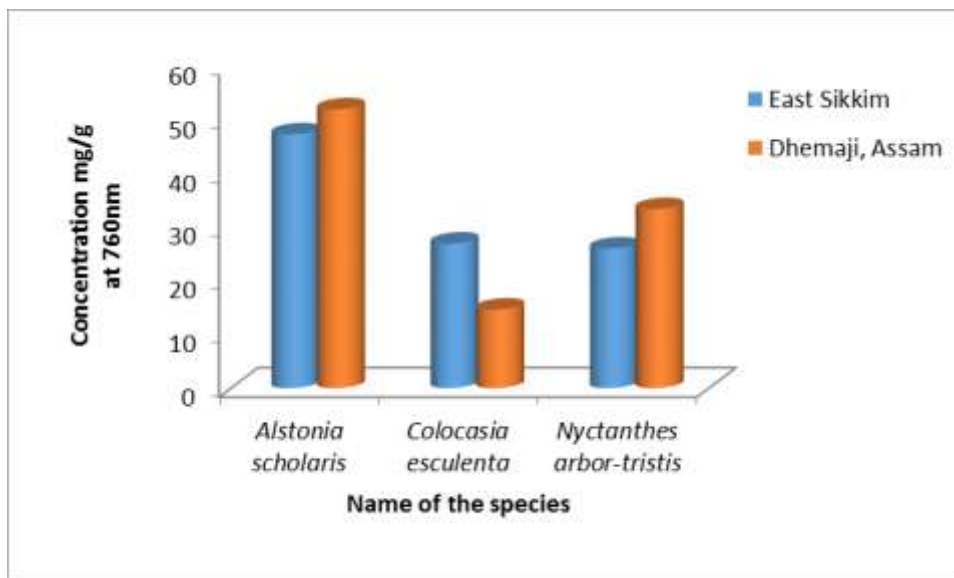 60
50
40
30
20
10
0
Concentration mg/g
at 760nm
East Sikkim
Dhemaji, Assam
Alstonia
scholaris
Colocasia
esculenta
Nyctanthes
arbor-tristis
Name of the species